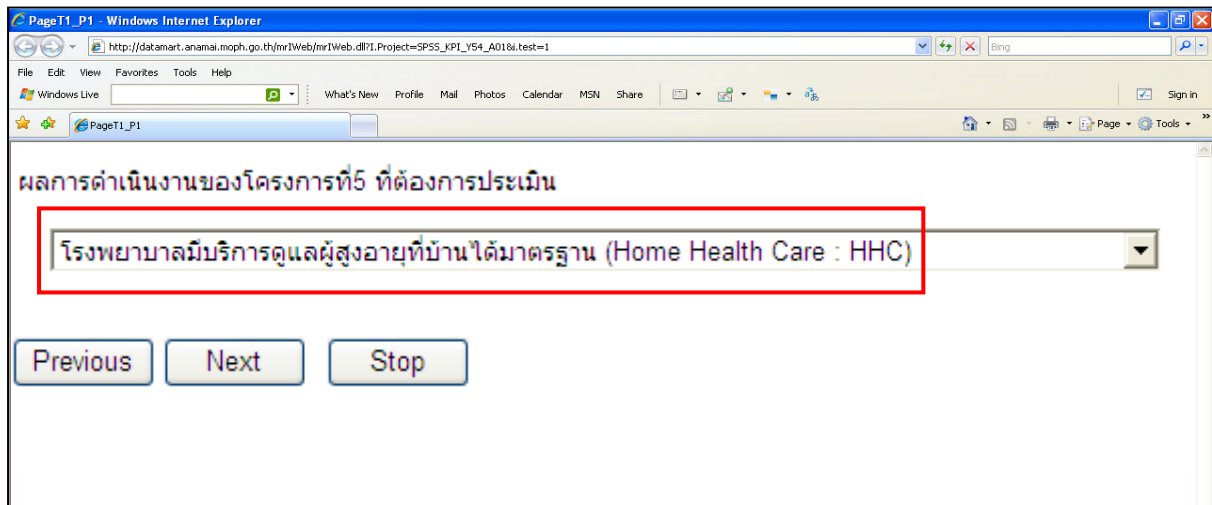 PageT1_P1 - Windows Internet Explorer
http://datamart.anamai.moph.go.th/mrIWeb/mrIWeb.dll?I.Project=SPSS_KPI_Y54_A01&i.test=1
Bing
File Edit View Favorites Tools Help
Windows Live What's New Profile Mail Photos Calendar MSN Share Sign in
PageT1_P1 Page Tools »
ผลการดำเนินงานของโครงการที่5 ที่ต้องการประเมิน
โรงพยาบาลมีบริการดูแลผู้สูงอายุที่บ้านได้มาตรฐาน (Home Health Care : HHC)
Previous Next Stop